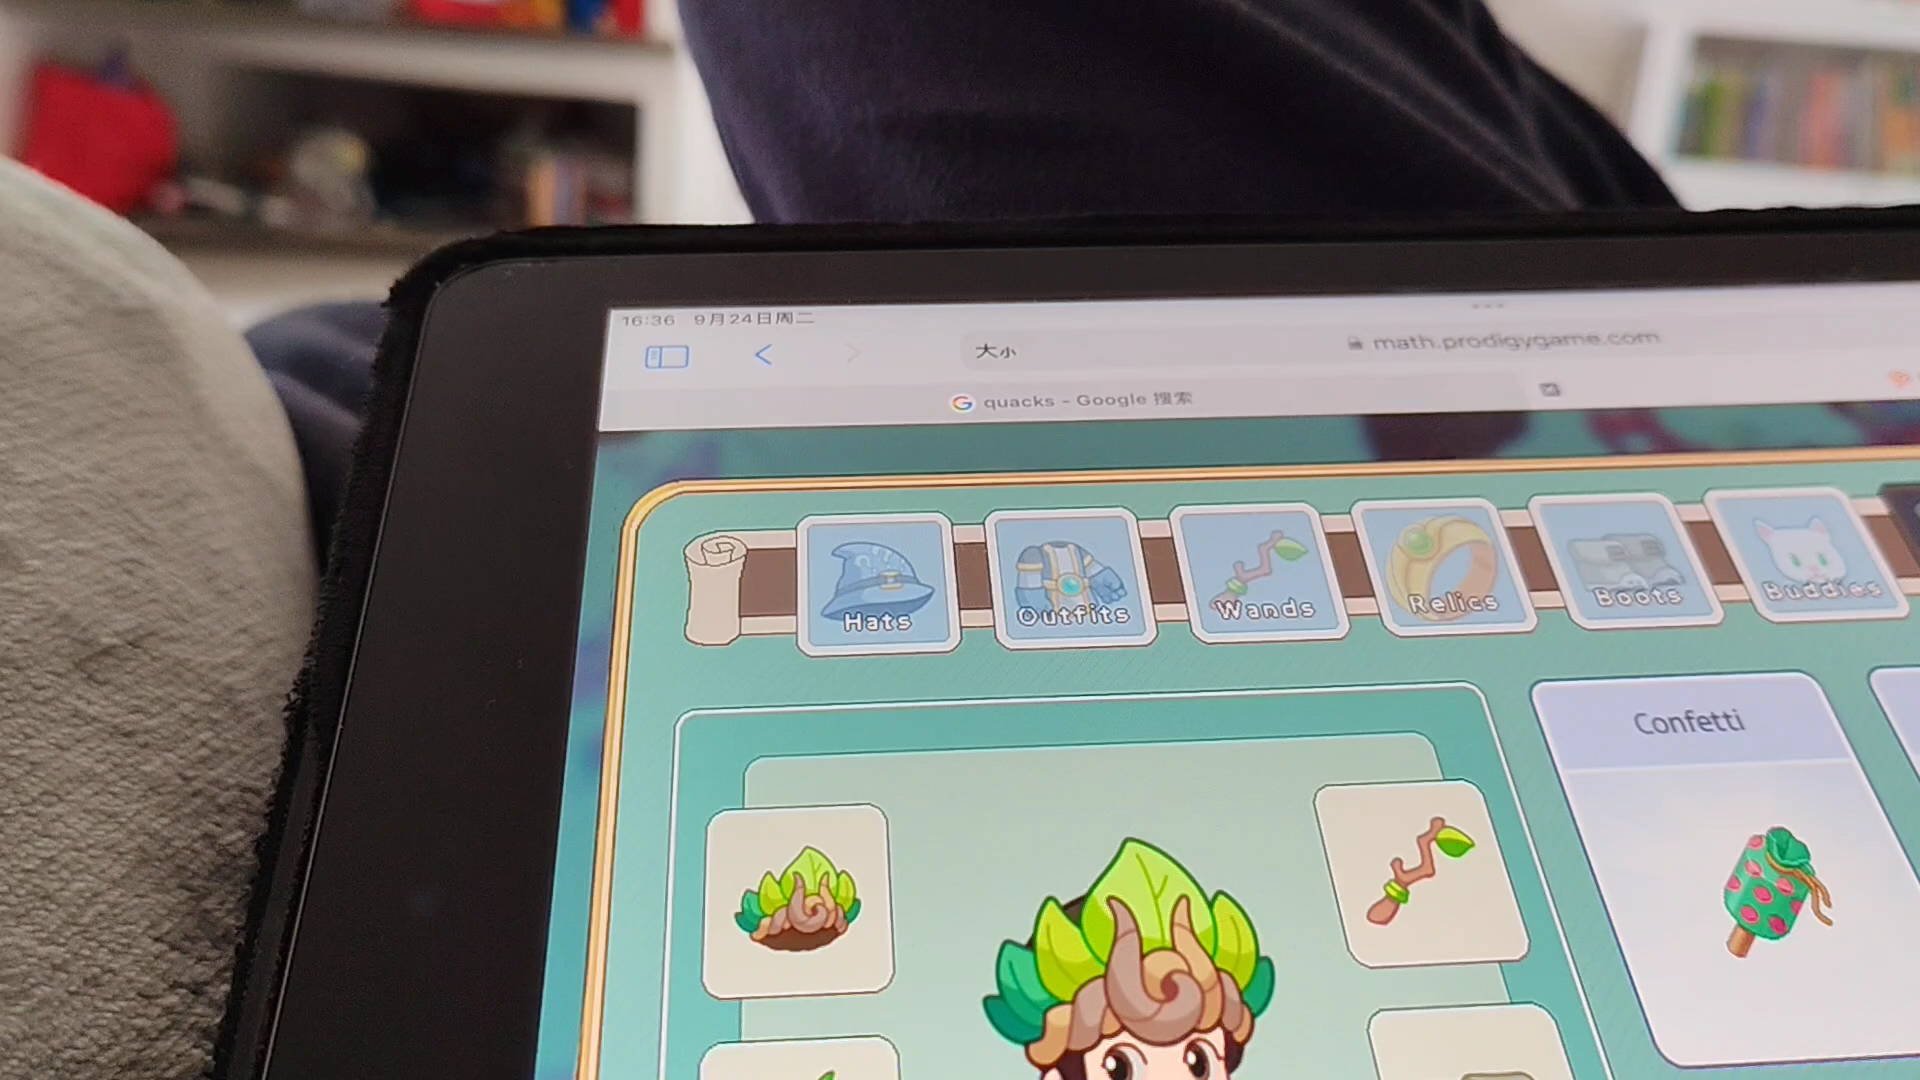 16:36 9月24日周二
大小
math.prodigygame.com
quacks - Google 搜索
Hats
Outfits
Wands
Relics
Boots
Buddies
Confetti